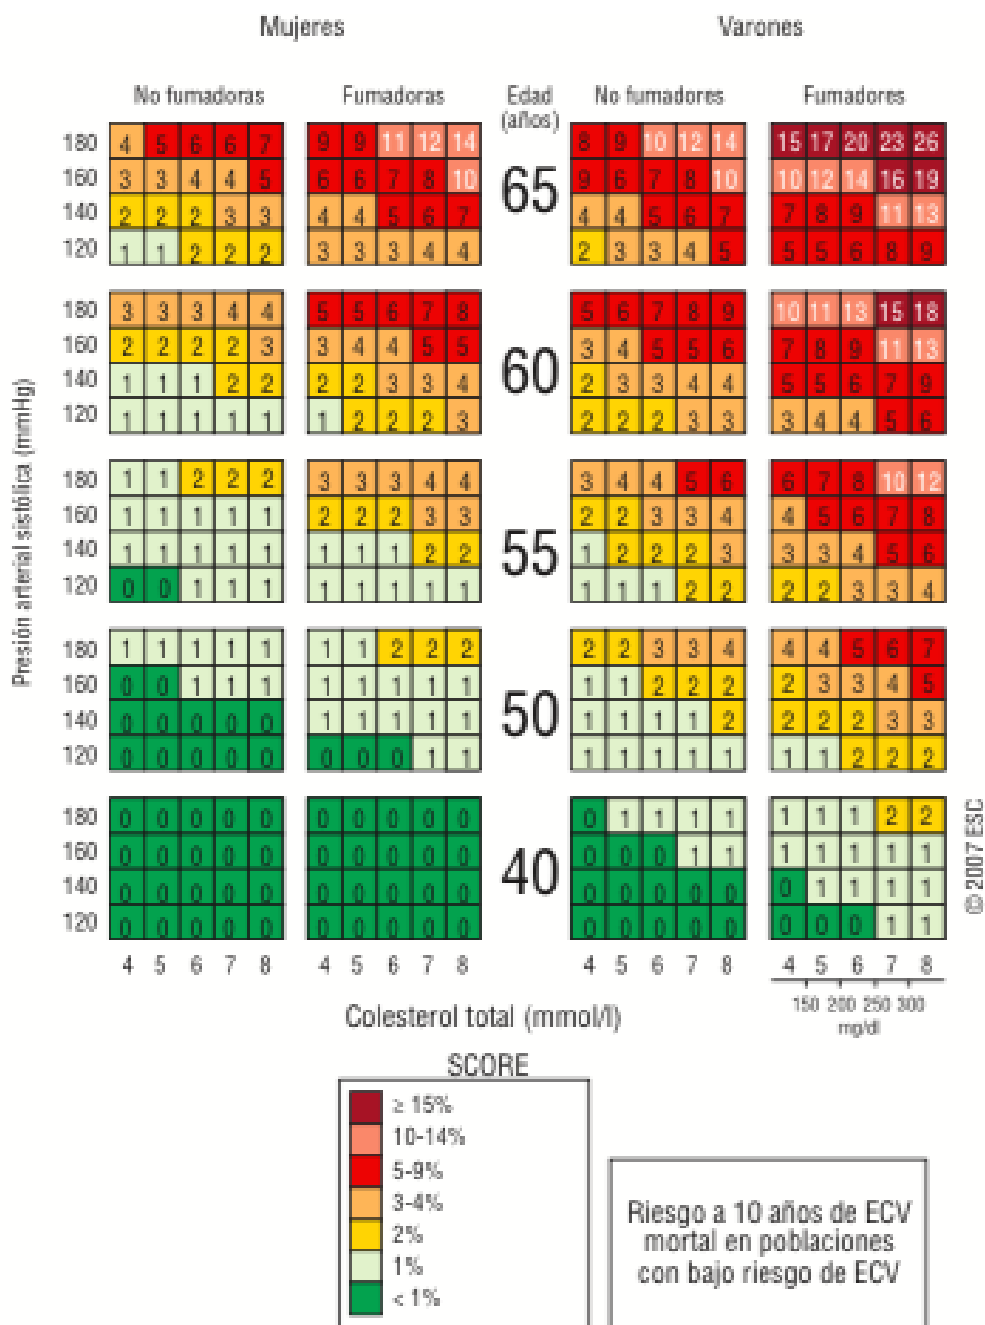 Mujeres Varones
No fumadoras Fumadoras Edad (años) No fumadores Fumadores
65
180 4 5 6 6 7 9 9 11 12 14 8 9 10 12 14 15 17 20 23 26
160 3 3 4 4 5 6 6 7 8 10 9 6 7 8 10 10 12 14 16 19
140 2 2 2 3 3 4 4 5 6 7 4 4 5 6 7 7 8 9 11 13
120 1 1 2 2 2 3 3 3 4 4 2 3 3 4 5 5 5 6 8 9
60
180 3 3 3 4 4 5 5 6 7 8 5 6 7 8 9 10 11 13 15 18
160 2 2 2 2 3 3 4 4 5 5 3 4 5 5 6 7 8 9 11 13
140 1 1 1 2 2 2 2 3 3 4 2 3 3 4 4 5 5 6 7 9
120 1 1 1 1 1 1 2 2 2 3 2 2 2 3 3 3 4 4 5 6
55
180 1 1 2 2 2 3 3 3 4 4 3 4 4 5 6 6 7 8 10 12
160 1 1 1 1 1 2 2 2 3 3 2 2 3 3 4 4 5 6 7 8
140 1 1 1 1 1 1 1 1 2 2 1 2 2 2 3 3 3 4 5 6
120 0 0 1 1 1 1 1 1 1 1 1 1 1 2 2 2 2 3 3 4
50
180 1 1 1 1 1 1 1 2 2 2 2 2 3 3 4 4 4 5 6 7
160 0 0 1 1 1 1 1 1 1 1 1 1 2 2 2 2 3 3 4 5
140 0 0 0 0 0 1 1 1 1 1 1 1 1 1 2 2 2 2 3 3
120 0 0 0 0 0 0 0 0 1 1 1 1 1 1 1 1 1 2 2 2
40
180 0 0 0 0 0 0 0 0 0 0 0 1 1 1 1 1 1 1 2 2
160 0 0 0 0 0 0 0 0 0 0 0 0 0 1 1 1 1 1 1 1
140 0 0 0 0 0 0 0 0 0 0 0 0 0 0 0 0 1 1 1 1
120 0 0 0 0 0 0 0 0 0 0 0 0 0 0 0 0 0 0 1 1
4 5 6 7 8 4 5 6 7 8 4 5 6 7 8 4 5 6 7 8
150 200 250 300
mg/dl
Presión arterial sistólica (mmHg)
© 2007 ESC
Colesterol total (mmol/l)
SCORE
≥ 15%
10-14%
5-9%
3-4%
2%
1%
< 1%
Riesgo a 10 años de ECV
mortal en poblaciones
con bajo riesgo de ECV